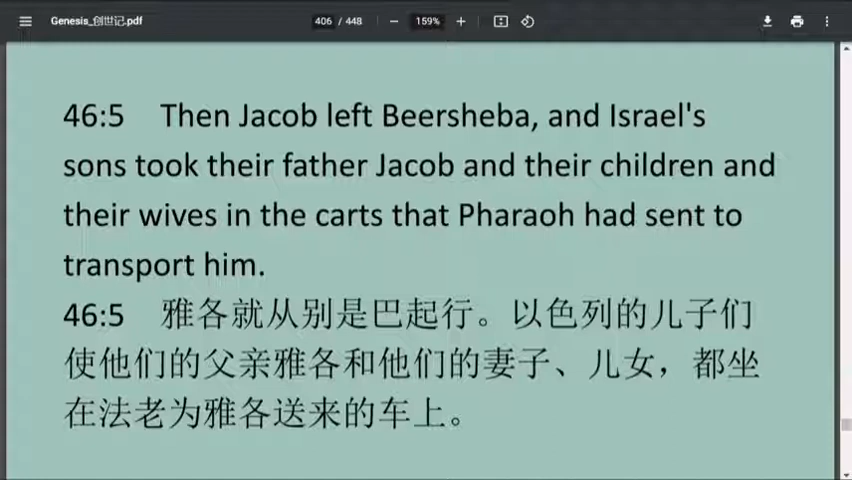 Genesis_创世记.pdf
406 / 448
159%
46:5 Then Jacob left Beersheba, and Israel's
sons took their father Jacob and their children and
their wives in the carts that Pharaoh had sent to
transport him.
46:5 雅各就从别是巴起行。以色列的儿子们
使他们的父亲雅各和他们的妻子、儿女，都坐
在法老为雅各送来的车上。